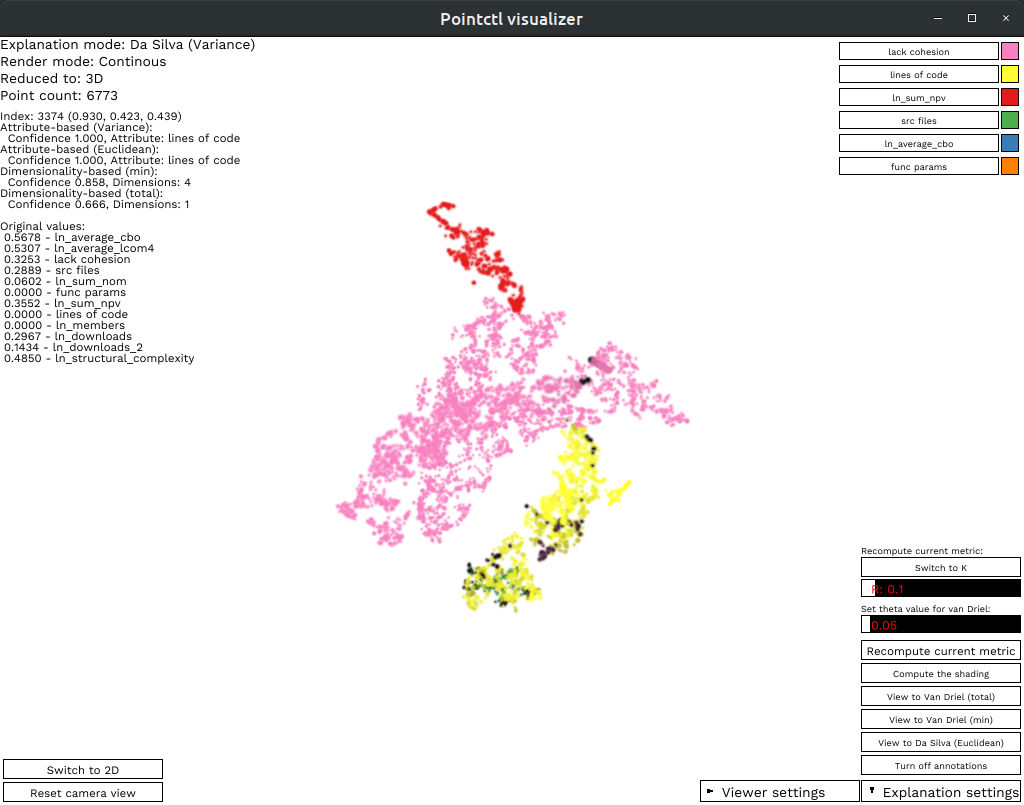 Pointctl visualizer
Explanation mode: Da Silva (Variance)
Render mode: Continous
Reduced to: 3D
Point count: 6773
Index: 3374 (0.930, 0.423, 0.439)
Attribute-based (Variance):
Confidence 1.000, Attribute: lines of code
Attribute-based (Euclidean):
Confidence 1.000, Attribute: lines of code
Dimensionality-based (min):
Confidence 0.858, Dimensions: 4
Dimensionality-based (total):
Confidence 0.666, Dimensions: 1
Original values:
0.5678 - ln_average_cbo
0.5307 - ln_average_lcom4
0.3253 - lack cohesion
0.2889 - src files
0.0602 - ln_sum_nom
0.0000 - func params
0.3552 - ln_sum_npv
0.0000 - lines of code
0.0000 - ln_members
0.2967 - ln_downloads
0.1434 - ln_downloads_2
0.4850 - ln_structural_complexity
lack cohesion
lines of code
ln_sum_npv
src files
ln_average_cbo
func params
Recompute current metric:
Switch to K
R: 0.1
Set theta value for van Driel:
0.05
Recompute current metric
Compute the shading
View to Van Driel (total)
View to Van Driel (min)
View to Da Silva (Euclidean)
Turn off annotations
Switch to 2D
Reset camera view
Viewer settings
Explanation settings